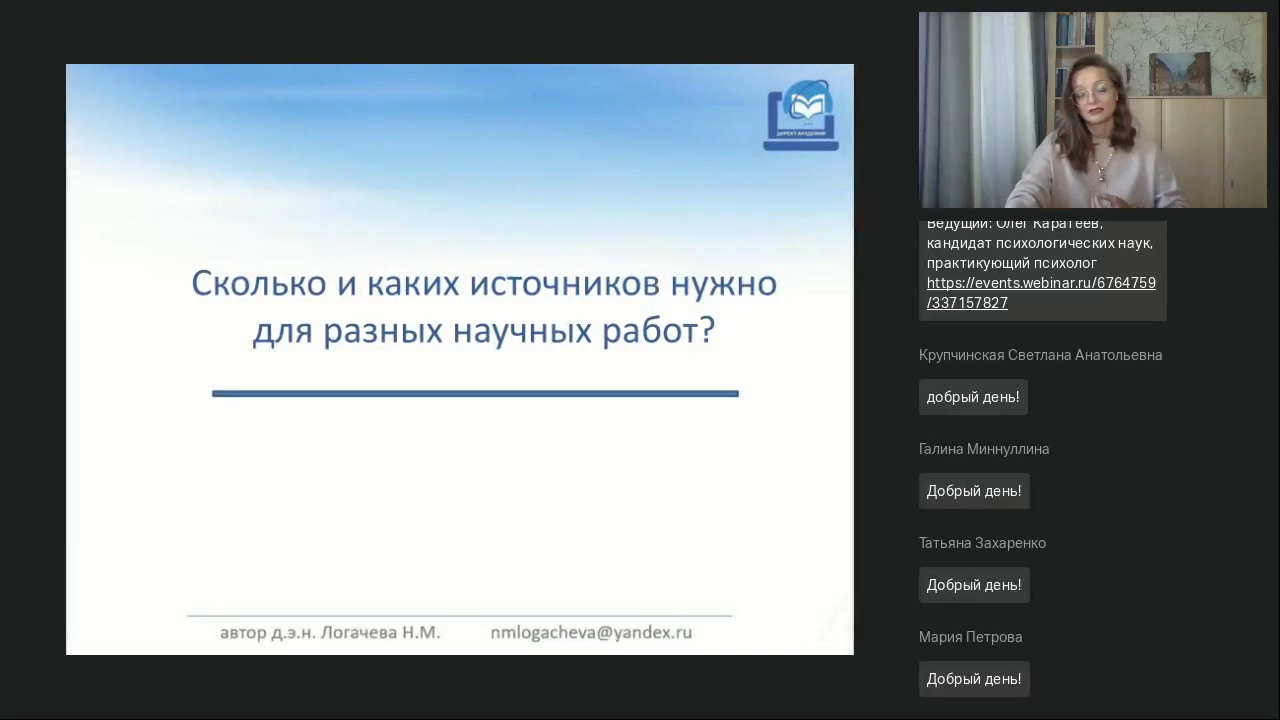 ДИРЕКТ-АКАДЕМИЯ
Сколько и каких источников нужно
для разных научных работ?
автор д.э.н. Логачева Н.М.
nmlogacheva@yandex.ru
Ведущий: Олег Каратеев,
кандидат психологических наук,
практикующий психолог
https://events.webinar.ru/6764759
/337157827
Крупчинская Светлана Анатольевна
добрый день!
Галина Миннуллина
Добрый день!
Татьяна Захаренко
Добрый день!
Мария Петрова
Добрый день!